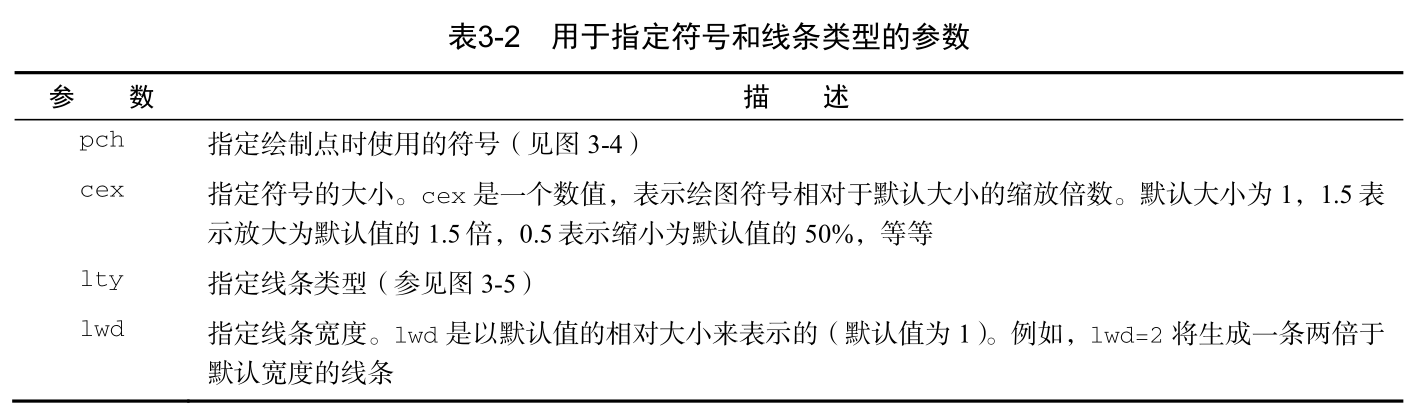 表3-2 用于指定符号和线条类型的参数
参 数 描 述
pch 指定绘制点时使用的符号（见图 3-4）
cex 指定符号的大小。cex 是一个数值，表示绘图符号相对于默认大小的缩放倍数。默认大小为 1，1.5 表
示放大为默认值的 1.5 倍，0.5 表示缩小为默认值的 50%，等等
lty 指定线条类型（参见图 3-5）
lwd 指定线条宽度。lwd 是以默认值的相对大小来表示的（默认值为 1）。例如，lwd=2 将生成一条两倍于
默认宽度的线条